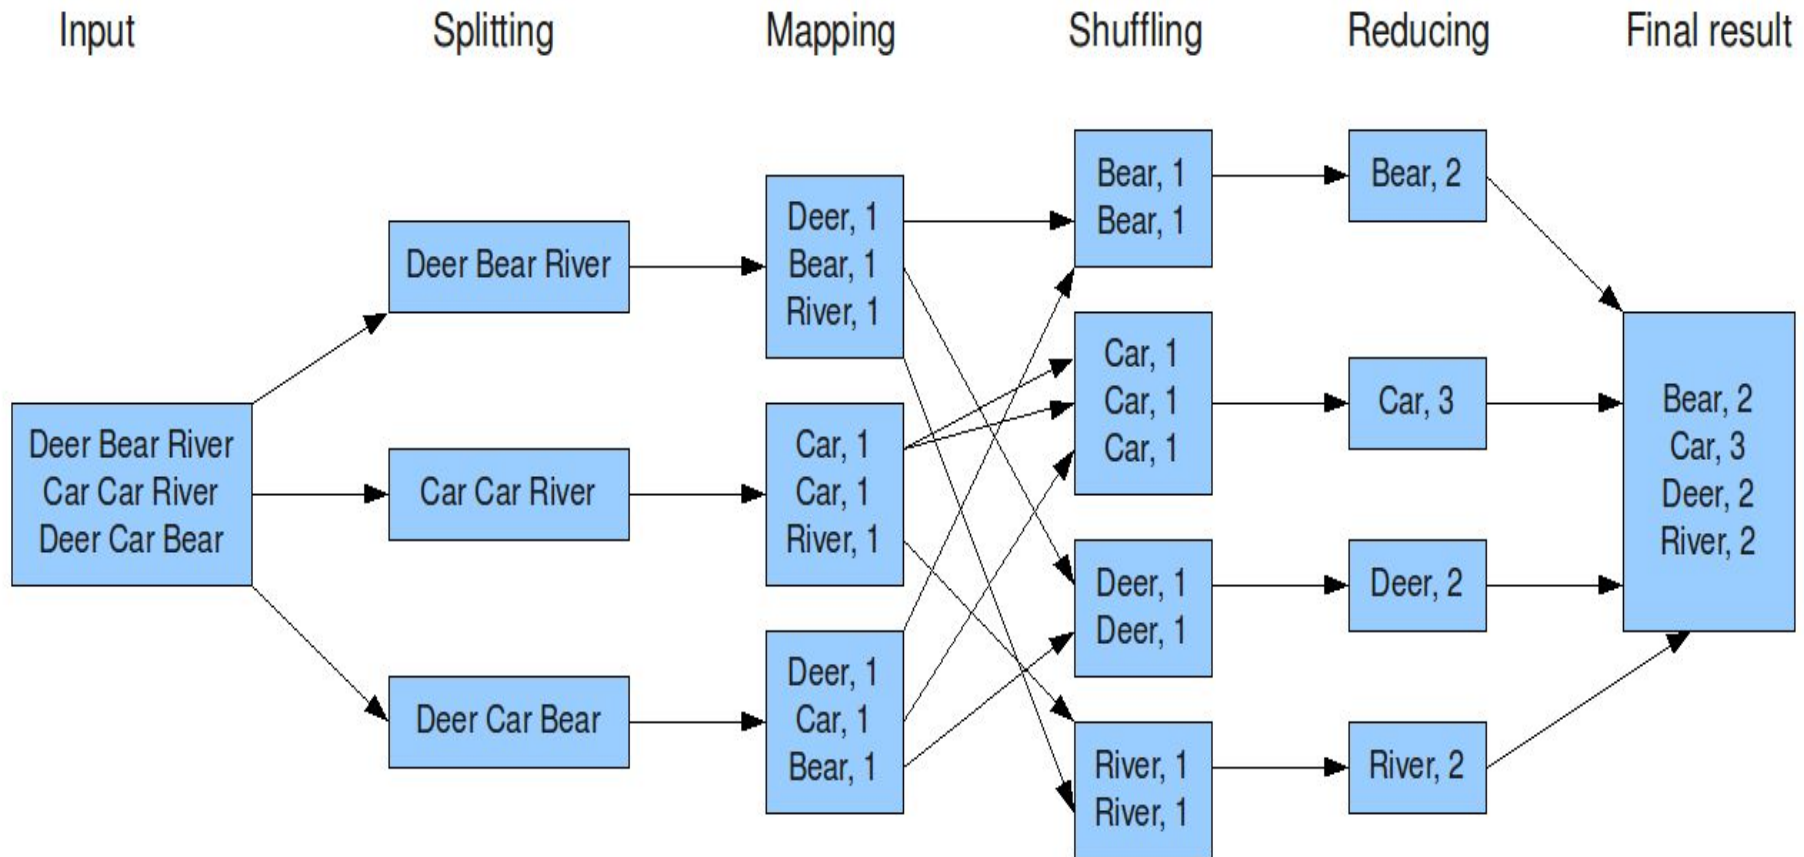 Input
Splitting
Mapping
Shuffling
Reducing
Final result
Deer Bear River
Car Car River
Deer Car Bear
Deer Bear River
Car Car River
Deer Car Bear
Deer, 1
Bear, 1
River, 1
Car, 1
Car, 1
River, 1
Deer, 1
Car, 1
Bear, 1
Bear, 1
Bear, 1
Car, 1
Car, 1
Car, 1
Deer, 1
Deer, 1
River, 1
River, 1
Bear, 2
Car, 3
Deer, 2
River, 2
Bear, 2
Car, 3
Deer, 2
River, 2